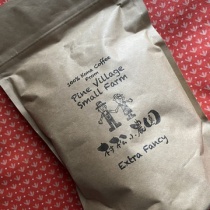 100% Kona Coffee
From
Pine Village
Small Farm
Extra Fancy